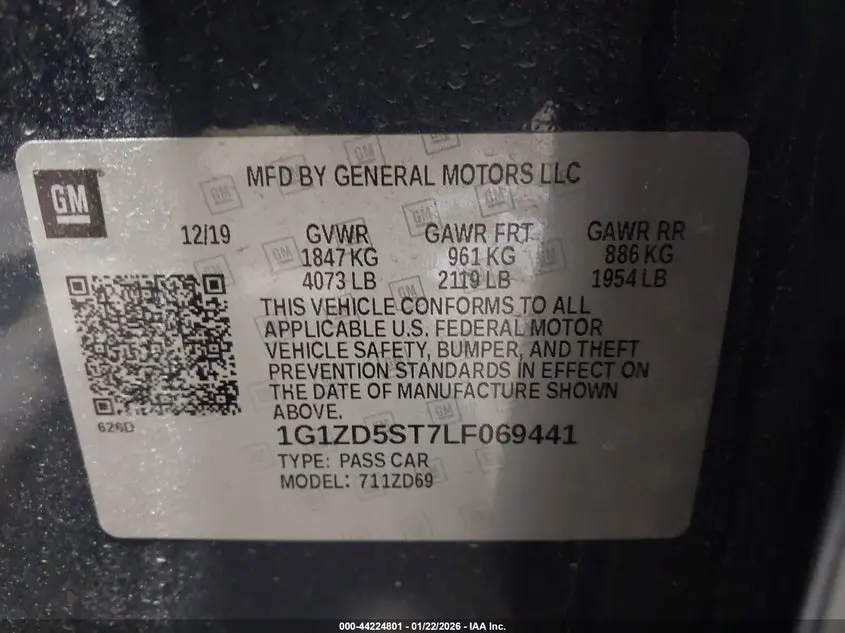 GM
MFD BY GENERAL MOTORS LLC
12/19 GVWR GAWR FRT GAWR RR
1847 KG 961 KG 886 KG
4073 LB 2119 LB 1954 LB
THIS VEHICLE CONFORMS TO ALL
APPLICABLE U.S. FEDERAL MOTOR
VEHICLE SAFETY, BUMPER, AND THEFT
PREVENTION STANDARDS IN EFFECT ON
THE DATE OF MANUFACTURE SHOWN
ABOVE.
626D
1G1ZD5ST7LF069441
TYPE: PASS CAR
MODEL: 711ZD69
000-44224801 - 01/22/2026 - IAA Inc.